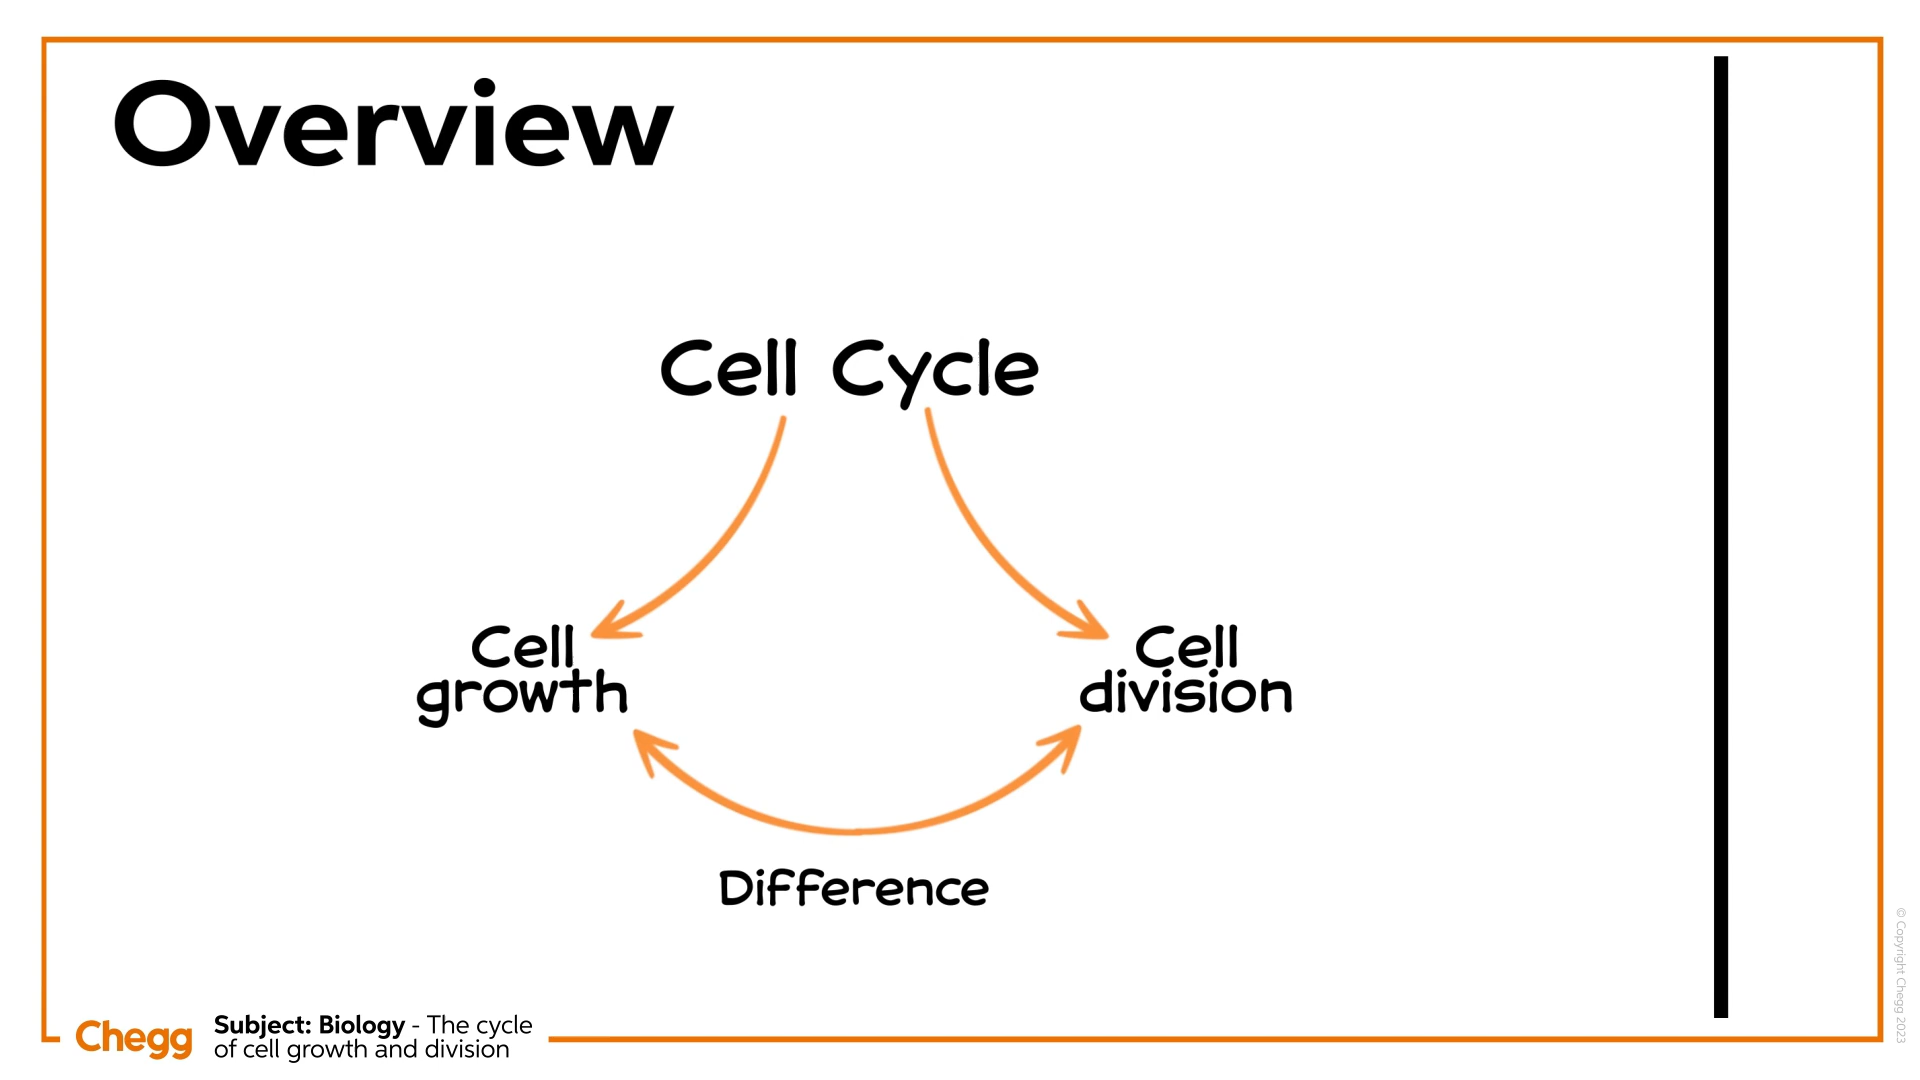 Overview
Cell Cycle
Cell
growth
Cell
division
Difference
Chegg
Subject: Biology - The cycle
of cell growth and division
© Copyright Chegg 2023